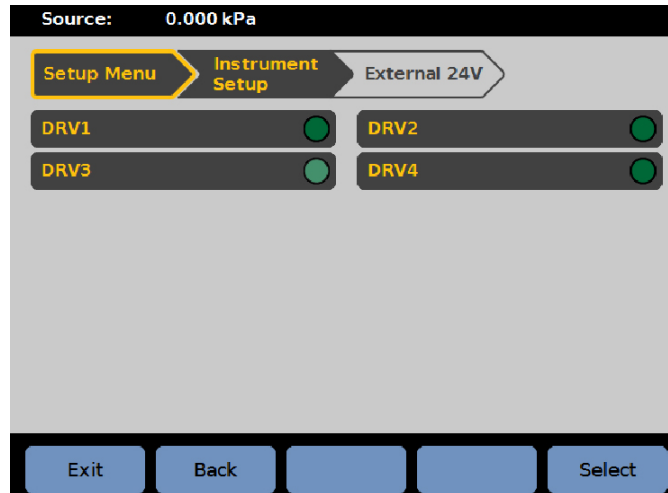 Source: 0.000 kPa
Setup Menu
Instrument
Setup
External 24V
DRV1
DRV2
DRV3
DRV4
Exit
Back
Select